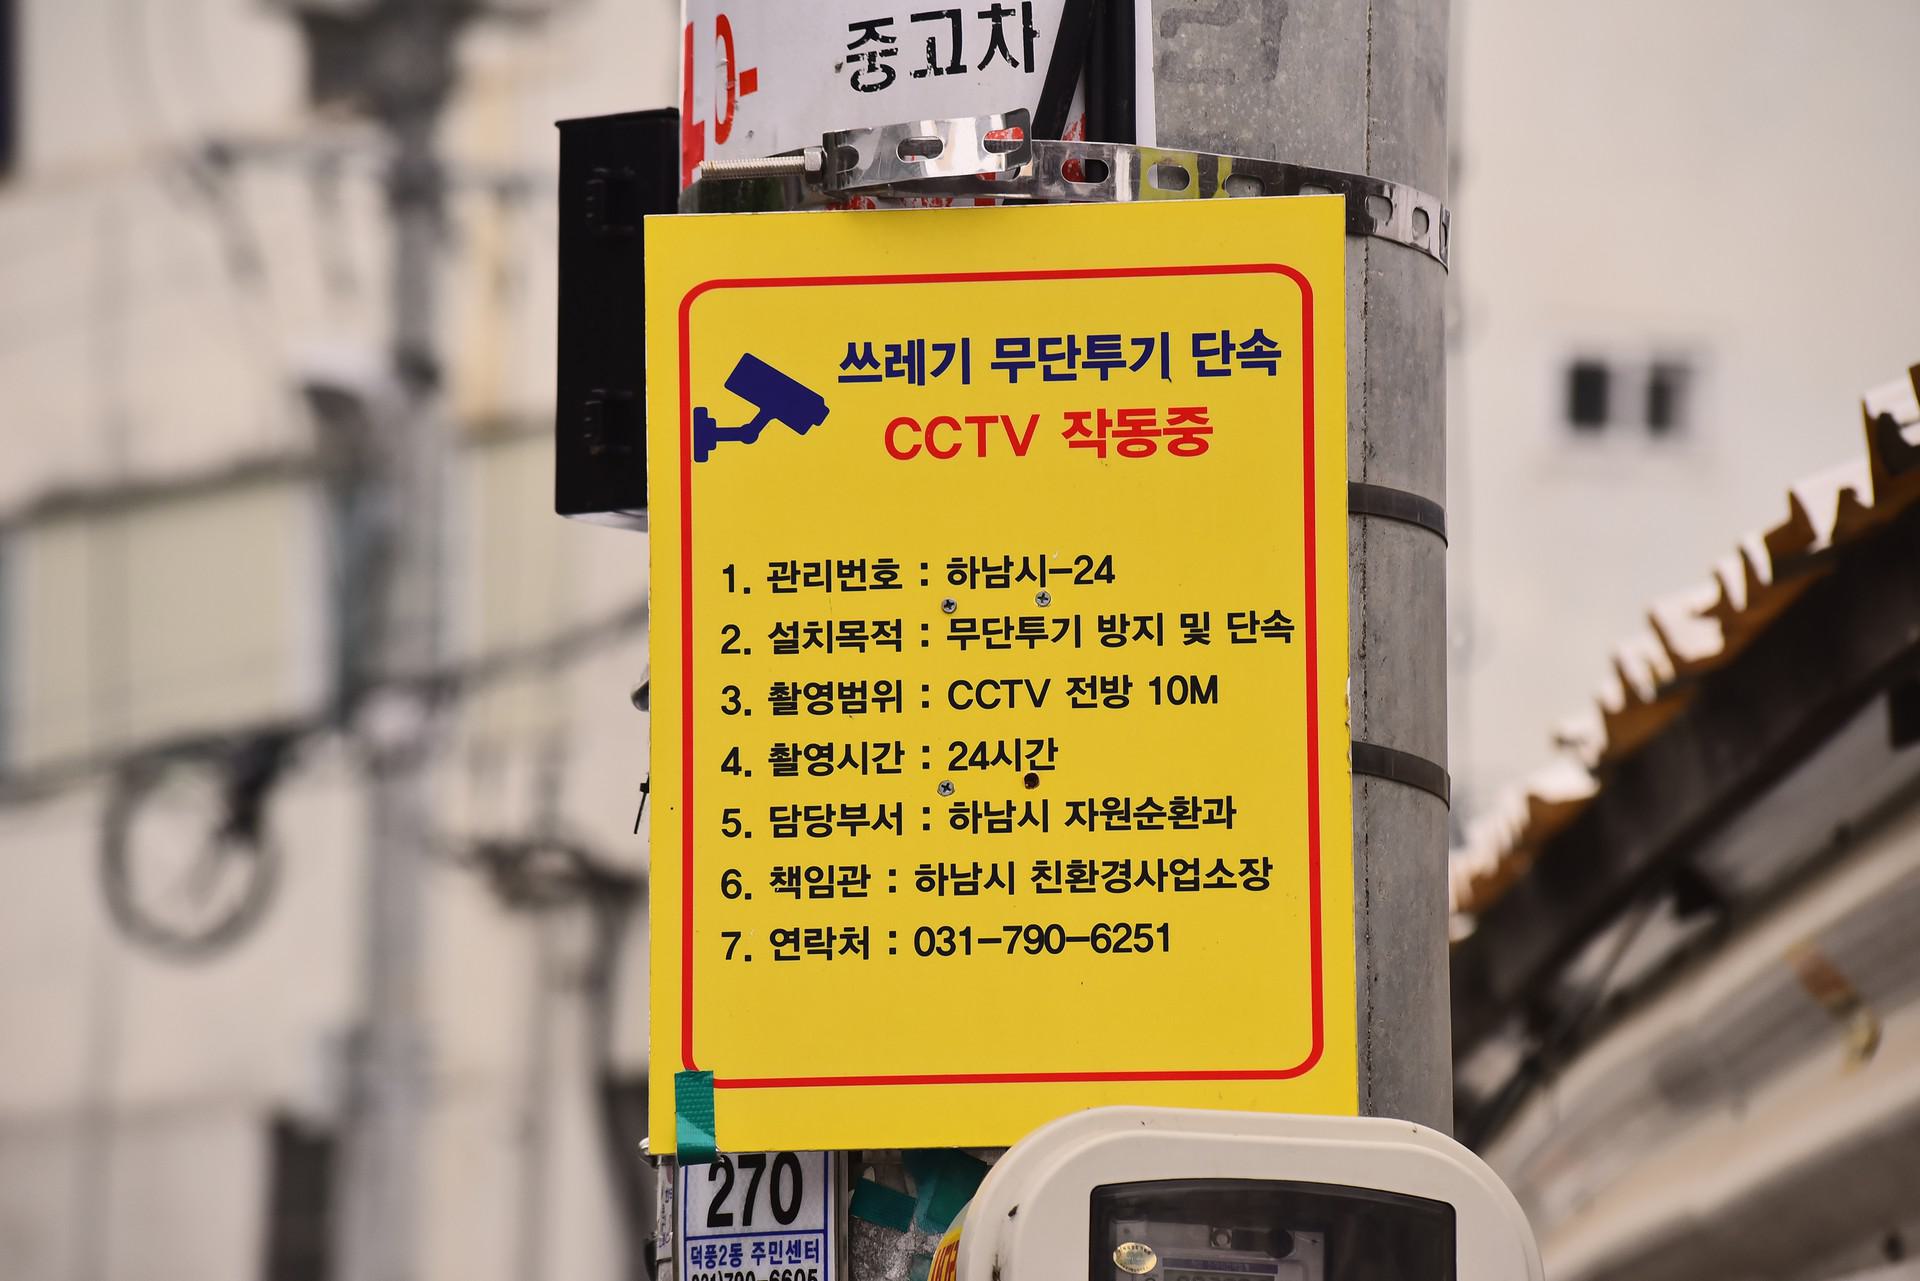 중고차
쓰레기 무단투기 단속
CCTV 작동중
1. 관리번호 : 하남시-24
2. 설치목적 : 무단투기 방지 및 단속
3. 촬영범위 : CCTV 전방 10M
4. 촬영시간 : 24시간
5. 담당부서 : 하남시 자원순환과
6. 책임관 : 하남시 친환경사업소장
7. 연락처 : 031-790-6251
270
덕풍2동 주민센터
031)790-6605